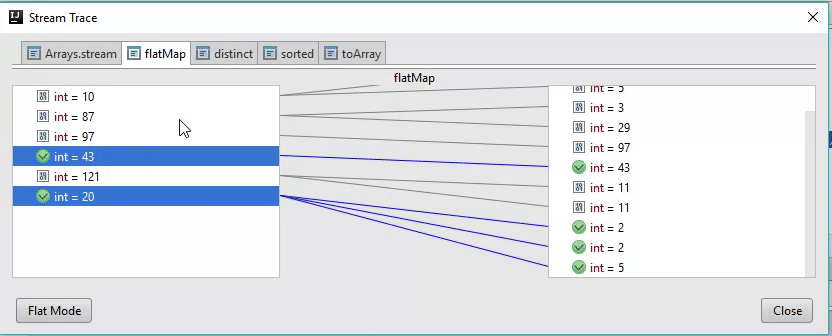 Stream Trace
Arrays.stream flatMap distinct sorted toArray
flatMap
int = 10
int = 87
int = 97
int = 43
int = 121
int = 20
int = 5
int = 3
int = 29
int = 97
int = 43
int = 11
int = 11
int = 2
int = 2
int = 5
Flat Mode
Close